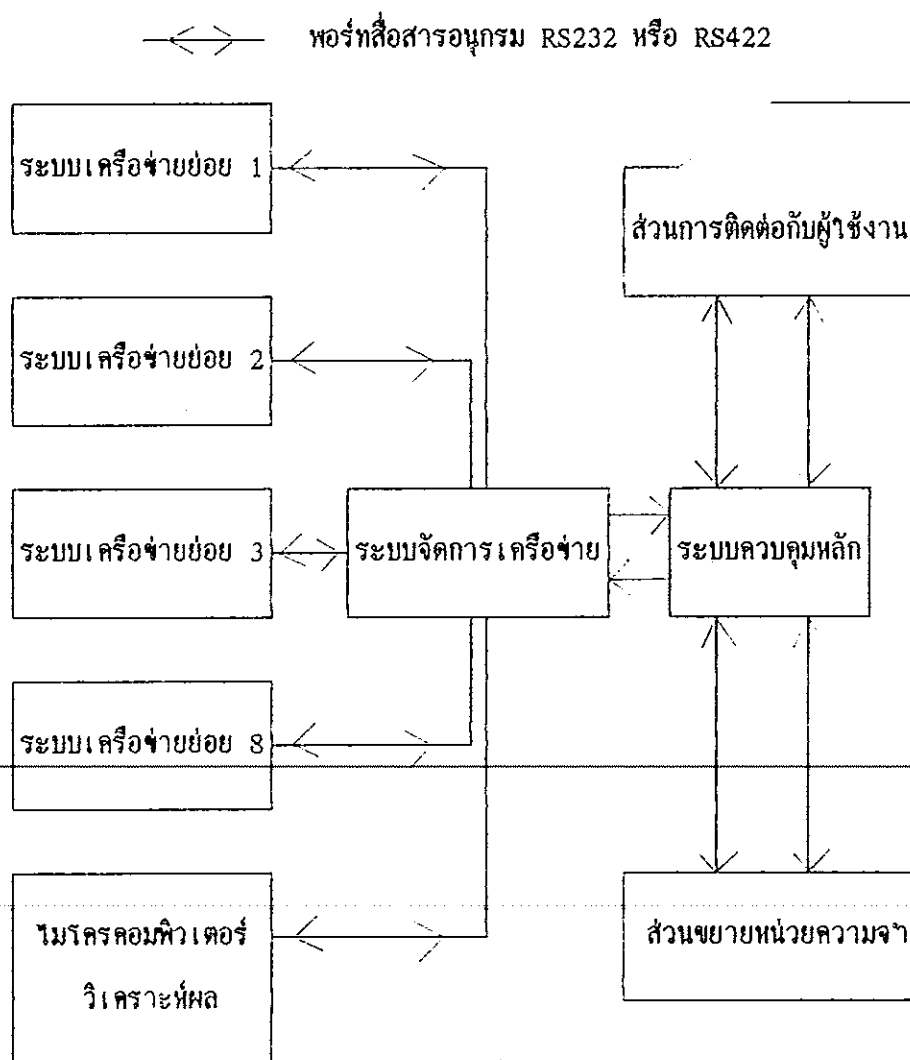 พอร์ทสื่อสารอนุกรม RS232 หรือ RS422
ระบบเครือข่ายย่อย 1
ส่วนการติดต่อกับผู้ใช้งาน
ระบบเครือข่ายย่อย 2
ระบบเครือข่ายย่อย 3
ระบบจัดการเครือข่าย
ระบบควบคุมหลัก
ระบบเครือข่ายย่อย 8
ไมโครคอมพิวเตอร์
วิเคราะห์ผล
ส่วนขยายหน่วยความจำ